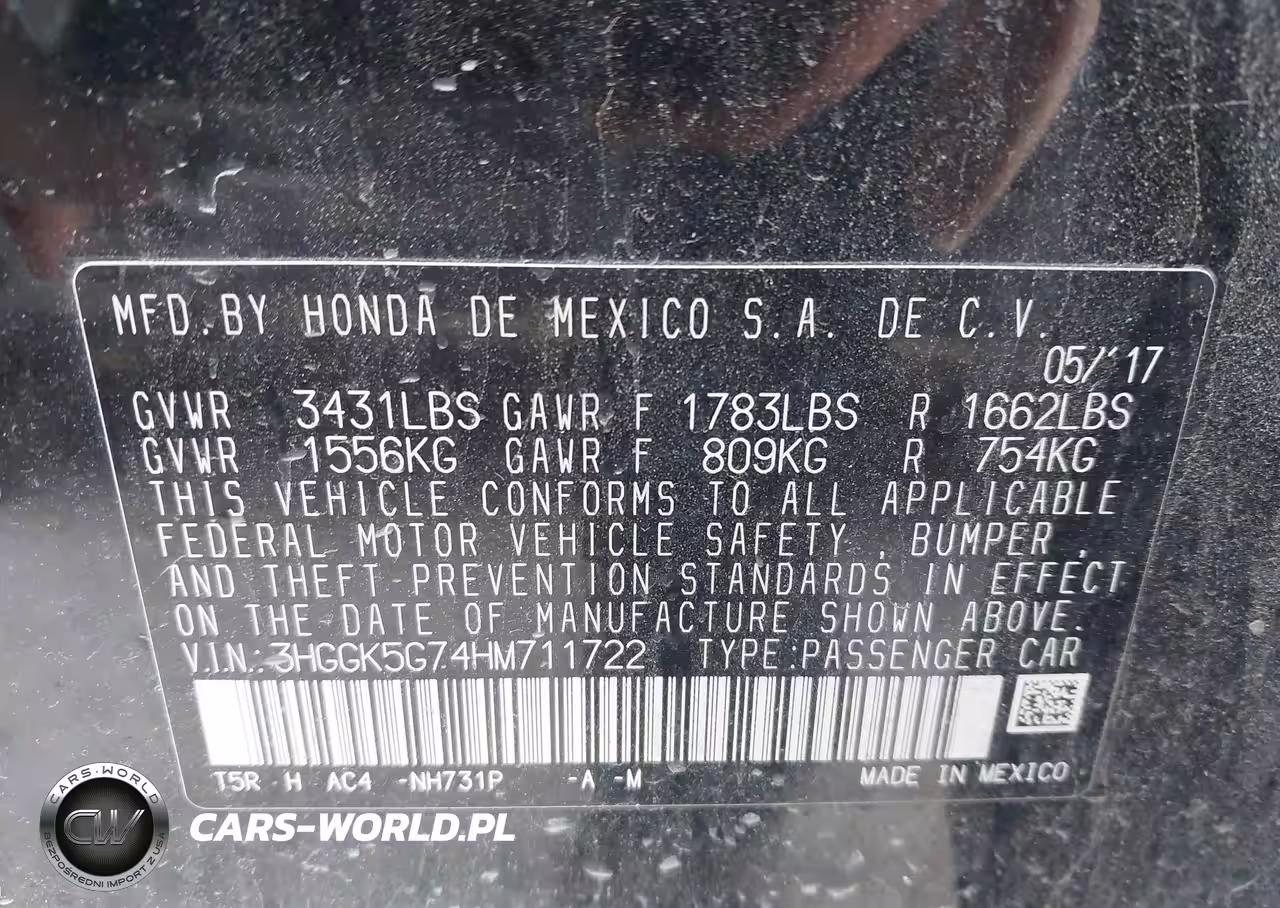 MFD. BY HONDA DE MEXICO S.A. DE C.V.
05/'17
GVWR 3431LBS GAWR F 1783LBS R 1662LBS
GVWR 1556KG GAWR F 809KG R 754KG
THIS VEHICLE CONFORMS TO ALL APPLICABLE
FEDERAL MOTOR VEHICLE SAFETY , BUMPER ,
AND THEFT PREVENTION STANDARDS IN EFFECT
ON THE DATE OF MANUFACTURE SHOWN ABOVE.
V.I.N.: 3HGGK5G74HM711722 TYPE:PASSENGER CAR
T5R H AC4 -NH731P -A -M MADE IN MEXICO
CARS-WORLD
CW
BEZPOŚREDNI IMPORT Z USA
CARS-WORLD.PL